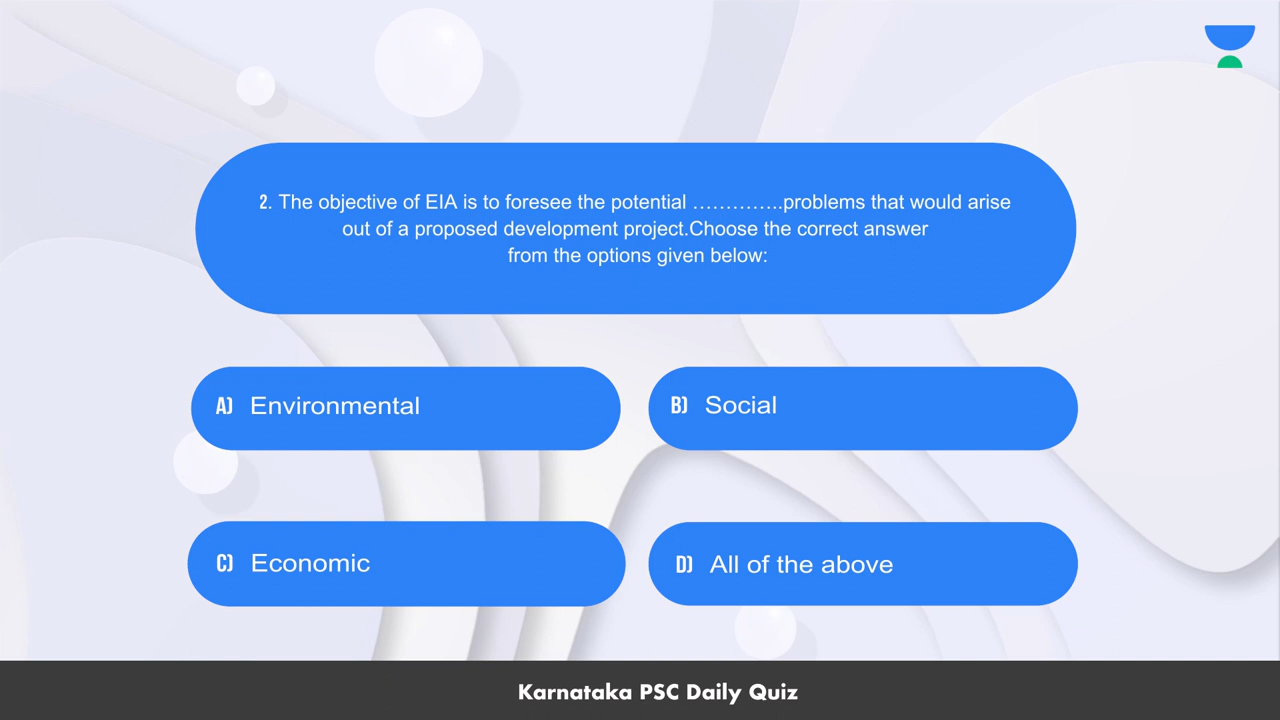 2. The objective of EIA is to foresee the potential …………..problems that would arise
out of a proposed development project.Choose the correct answer
from the options given below:
A) Environmental
B) Social
C) Economic
D) All of the above
Karnataka PSC Daily Quiz